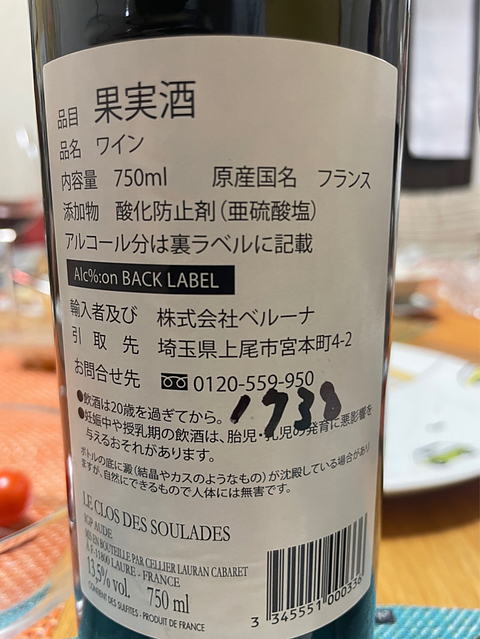 品目 果実酒
品名 ワイン
内容量 750ml 原産国名 フランス
添加物 酸化防止剤(亜硫酸塩)
アルコール分は裏ラベルに記載
Alc%:on BACK LABEL
輸入者及び 株式会社ベルーナ
引取先 埼玉県上尾市宮本町4-2
お問合せ先 0120-559-950
●飲酒は20歳を過ぎてから。 1738
●妊娠中や授乳期の飲酒は、胎児・乳児の発育に悪影響を
与えるおそれがあります。
ボトルの底に澱(結晶やカスのようなもの)が沈殿している場合があり
ますが、自然にできるもので人体には無害です。
LE CLOS DES SOULADES
IGP AUDE
MIS EN BOUTEILLE PAR CELLIER LAURAN CABARET
A F-11800 LAURE - FRANCE
13,5% vol. 750 ml
CONTIENT DES SULFITES - PRODUIT DE FRANCE
3 345551 000336